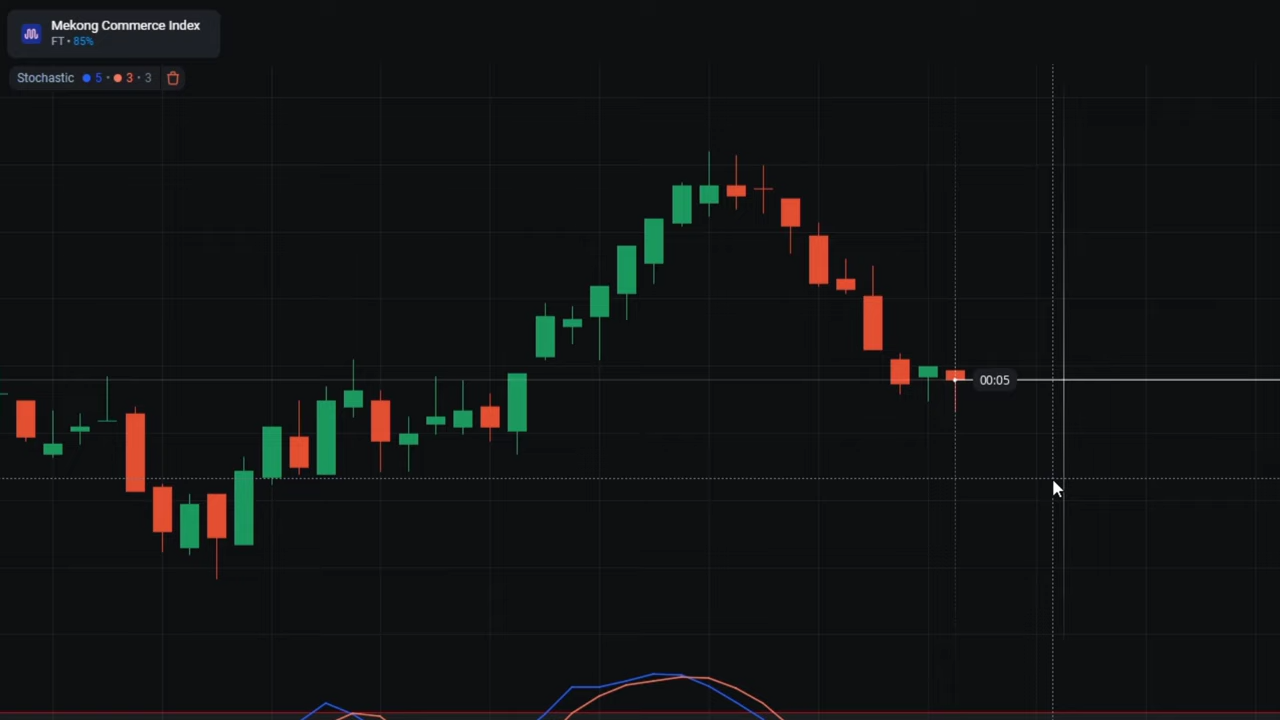 Mekong Commerce Index
FT • 85%
Stochastic 5 • 3 • 3
00:05